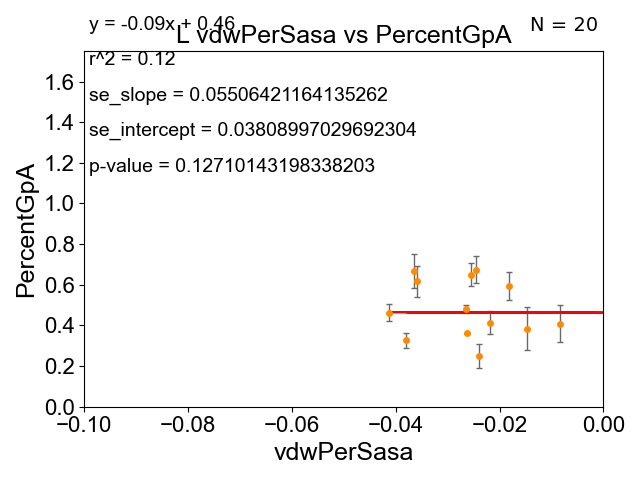 y = -0.09x + 0.46
N = 20
L vdwPerSasa vs PercentGpA
r^2 = 0.12
se_slope = 0.05506421164135262
se_intercept = 0.03808997029692304
p-value = 0.12710143198338203
PercentGpA
1.6
1.4
1.2
1.0
0.8
0.6
0.4
0.2
0.0
−0.10 −0.08 −0.06 −0.04 −0.02 0.00
vdwPerSasa